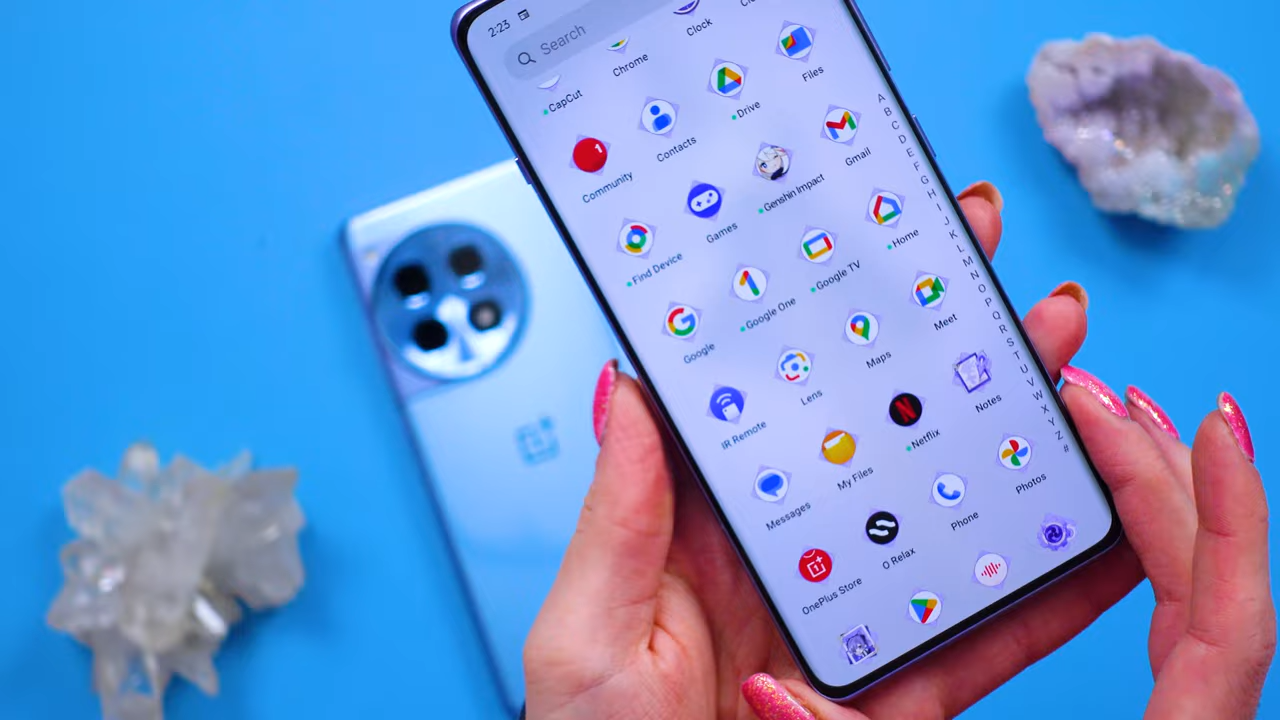 2:23
Search
CapCut
Chrome
Clock
Community
Contacts
Drive
Files
Find Device
Games
Genshin Impact
Gmail
Google
Google One
Google TV
Home
IR Remote
Lens
Maps
Meet
Messages
My Files
Netflix
Notes
OnePlus Store
O Relax
Phone
Photos
A
B
C
D
E
F
G
H
I
J
K
L
M
N
O
P
Q
R
S
T
U
V
W
X
Y
Z
#